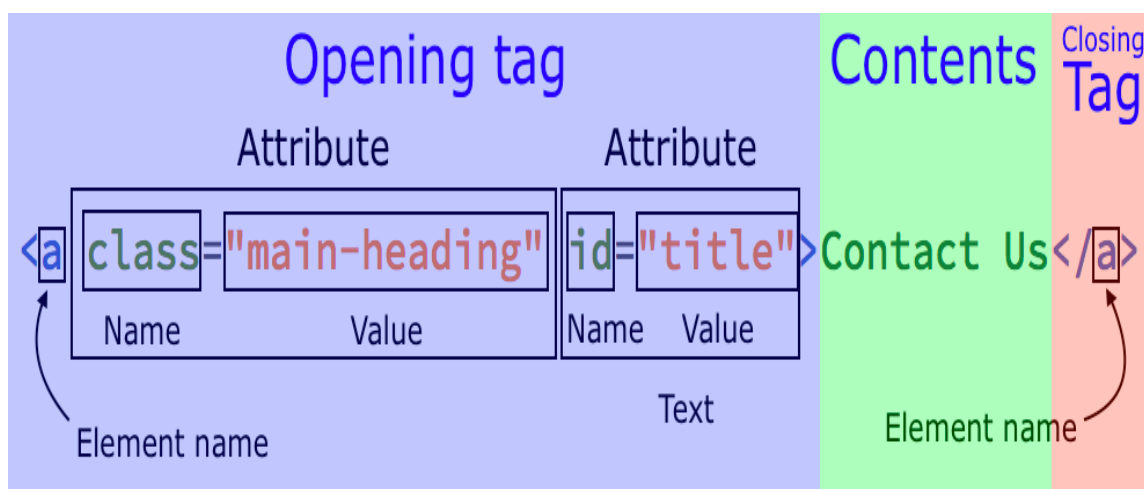 Opening tag
Contents
Closing
Tag
Attribute
Attribute
<a class="main-heading" id="title">Contact Us</a>
Name
Value
Name
Value
Text
Element name
Element name